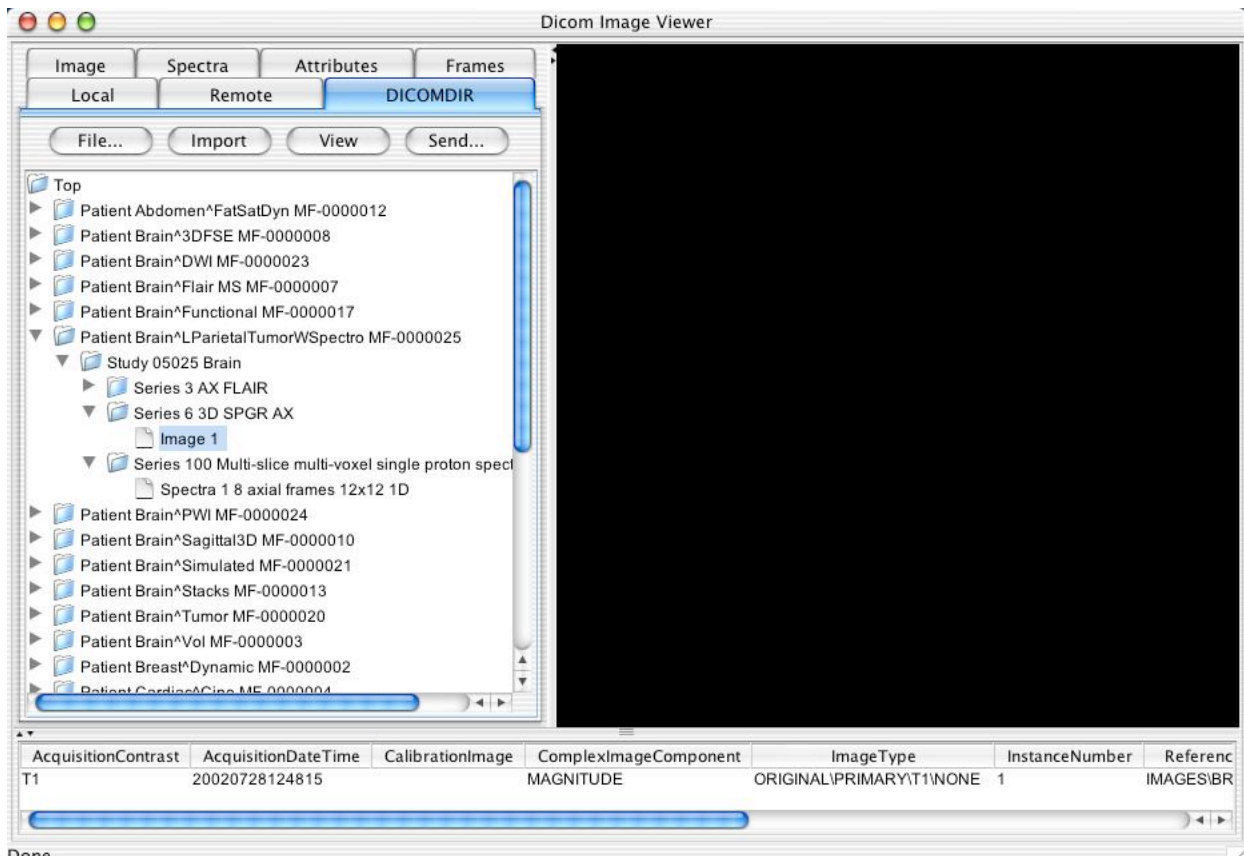 Dicom Image Viewer
Image Spectra Attributes Frames
Local Remote DICOMDIR
File... Import View Send...
Top
Patient Abdomen^FatSatDyn MF-0000012
Patient Brain^3DFSE MF-0000008
Patient Brain^DWI MF-0000023
Patient Brain^Flair MS MF-0000007
Patient Brain^Functional MF-0000017
Patient Brain^LParietalTumorWSpectro MF-0000025
Study 05025 Brain
Series 3 AX FLAIR
Series 6 3D SPGR AX
Image 1
Series 100 Multi-slice multi-voxel single proton spect
Spectra 1 8 axial frames 12x12 1D
Patient Brain^PWI MF-0000024
Patient Brain^Sagittal3D MF-0000010
Patient Brain^Simulated MF-0000021
Patient Brain^Stacks MF-0000013
Patient Brain^Tumor MF-0000020
Patient Brain^Vol MF-0000003
Patient Breast^Dynamic MF-0000002
Patient Cardiac^Cine MF-0000004
AcquisitionContrast AcquisitionDateTime CalibrationImage ComplexImageComponent ImageType InstanceNumber Referenc
T1 20020728124815 MAGNITUDE ORIGINAL\PRIMARY\T1\NONE 1 IMAGES\BR
Done